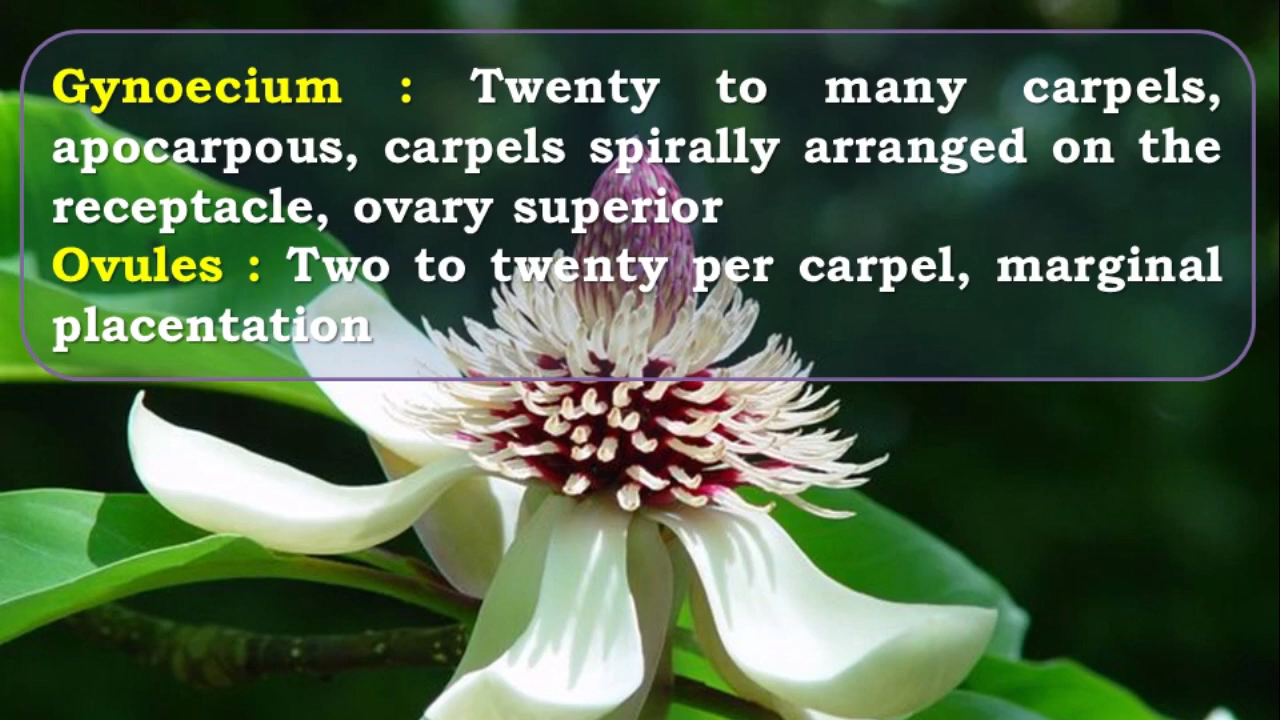 Gynoecium : Twenty to many carpels,
apocarpous, carpels spirally arranged on the
receptacle, ovary superior
Ovules : Two to twenty per carpel, marginal
placentation